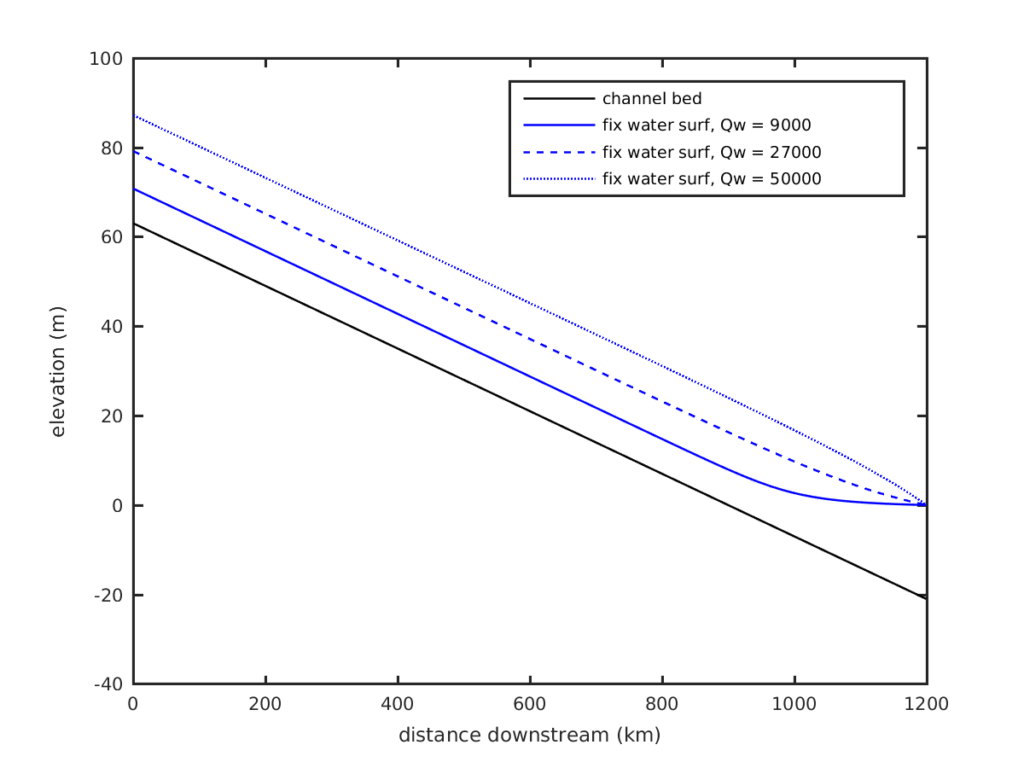 100
80
60
40
20
0
-20
-40
elevation (m)
channel bed
fix water surf, Qw = 9000
fix water surf, Qw = 27000
fix water surf, Qw = 50000
0 200 400 600 800 1000 1200
distance downstream (km)